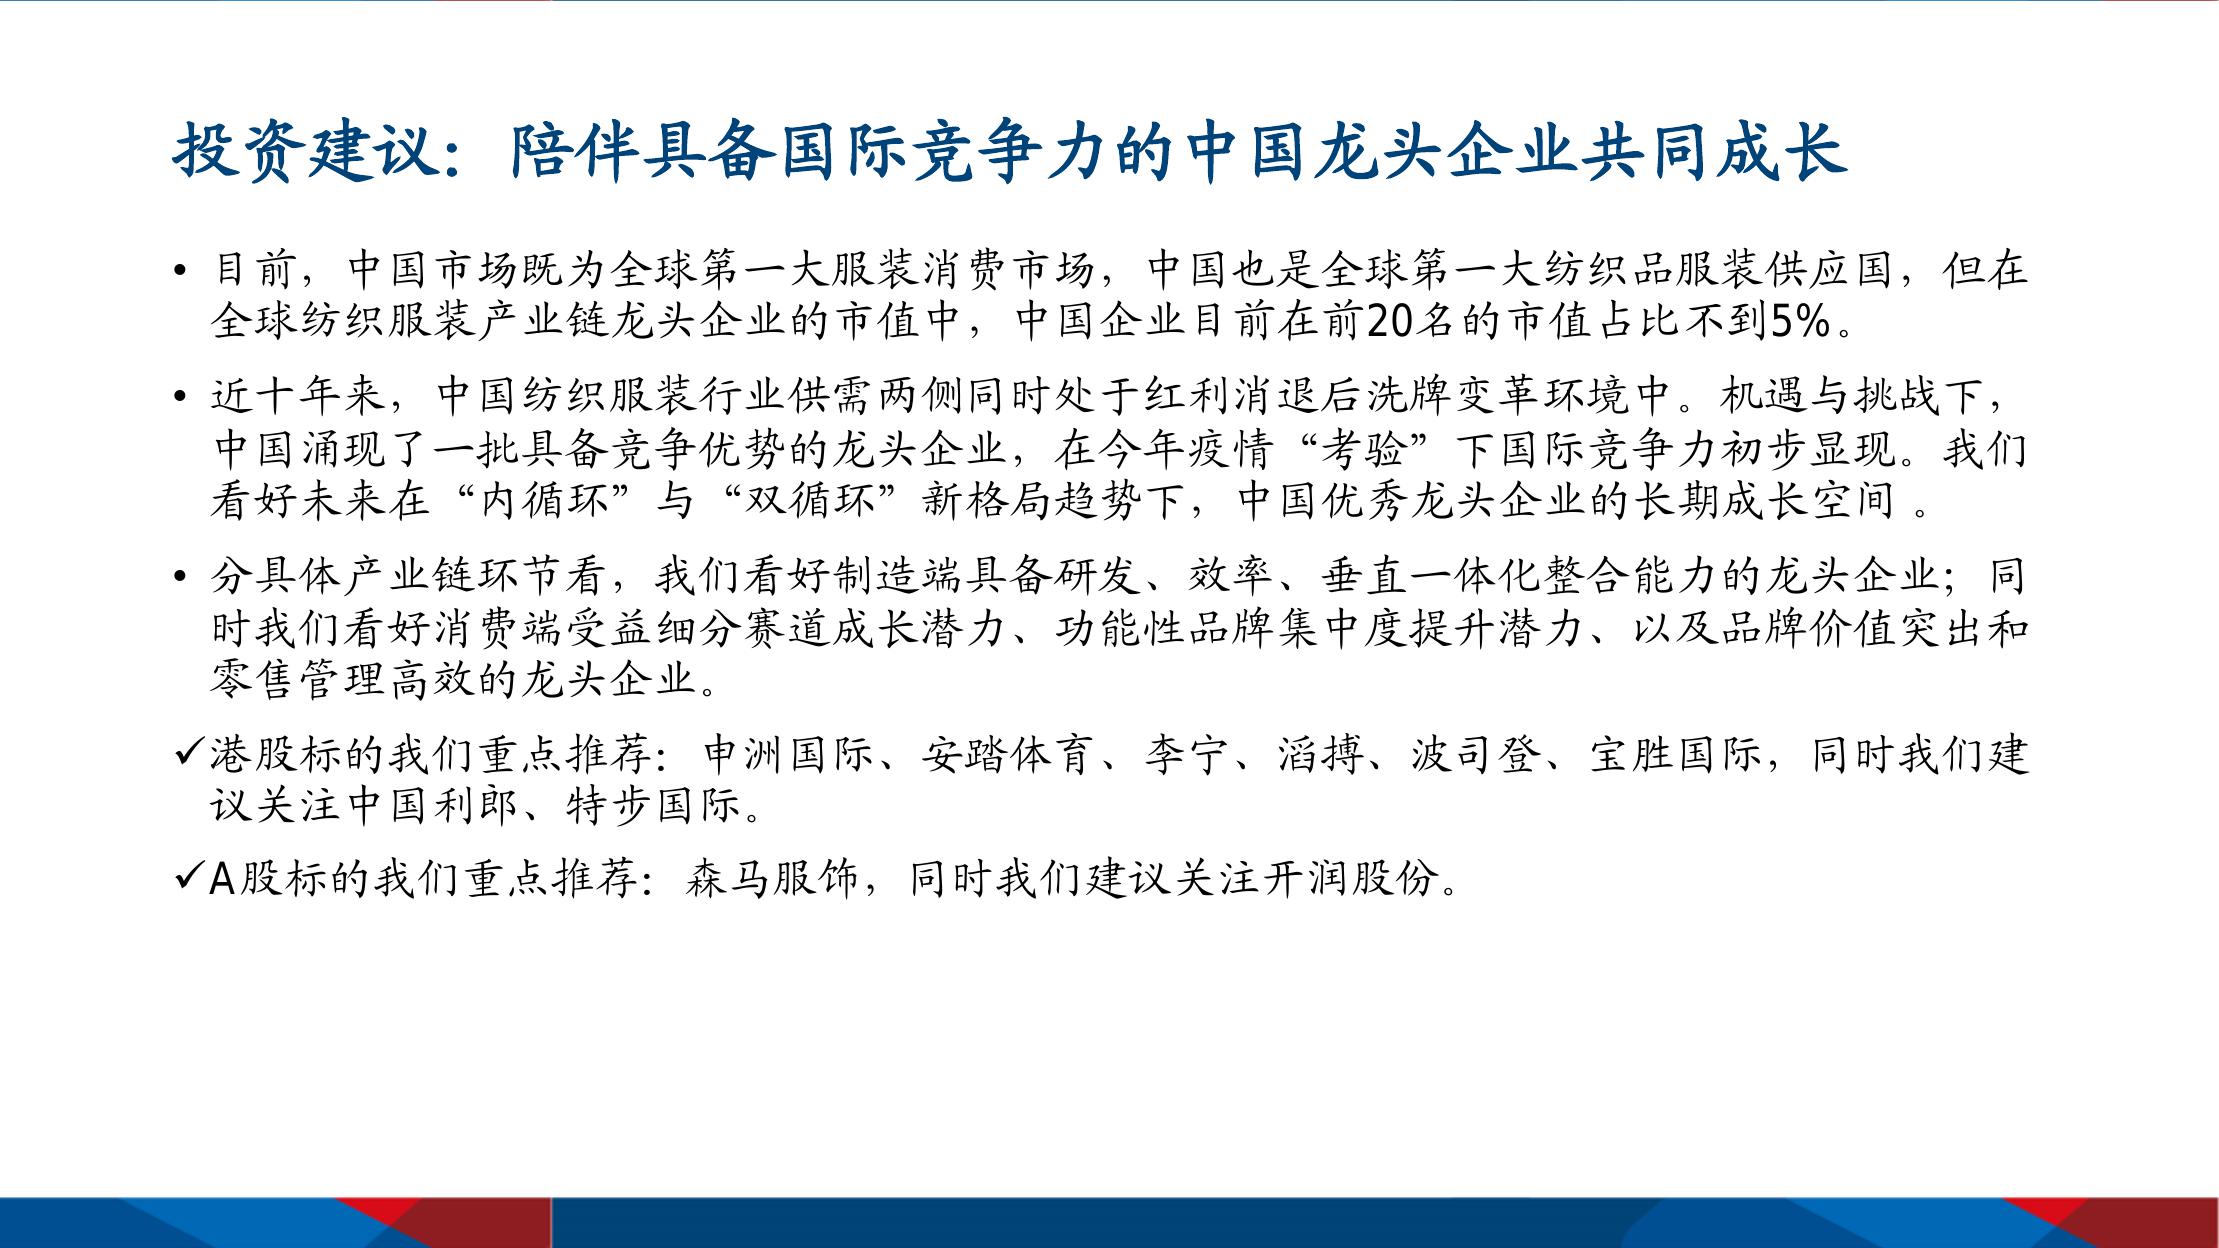 投资建议：陪伴具备国际竞争力的中国龙头企业共同成长
• 目前，中国市场既为全球第一大服装消费市场，中国也是全球第一大纺织品服装供应国，但在
全球纺织服装产业链龙头企业的市值中，中国企业目前在前20名的市值占比不到5%。
• 近十年来，中国纺织服装行业供需两侧同时处于红利消退后洗牌变革环境中。机遇与挑战下，
中国涌现了一批具备竞争优势的龙头企业，在今年疫情“考验”下国际竞争力初步显现。我们
看好未来在“内循环”与“双循环”新格局趋势下，中国优秀龙头企业的长期成长空间 。
• 分具体产业链环节看，我们看好制造端具备研发、效率、垂直一体化整合能力的龙头企业；同
时我们看好消费端受益细分赛道成长潜力、功能性品牌集中度提升潜力、以及品牌价值突出和
零售管理高效的龙头企业。
✓港股标的我们重点推荐：申洲国际、安踏体育、李宁、滔搏、波司登、宝胜国际，同时我们建
议关注中国利郎、特步国际。
✓A股标的我们重点推荐：森马服饰，同时我们建议关注开润股份。